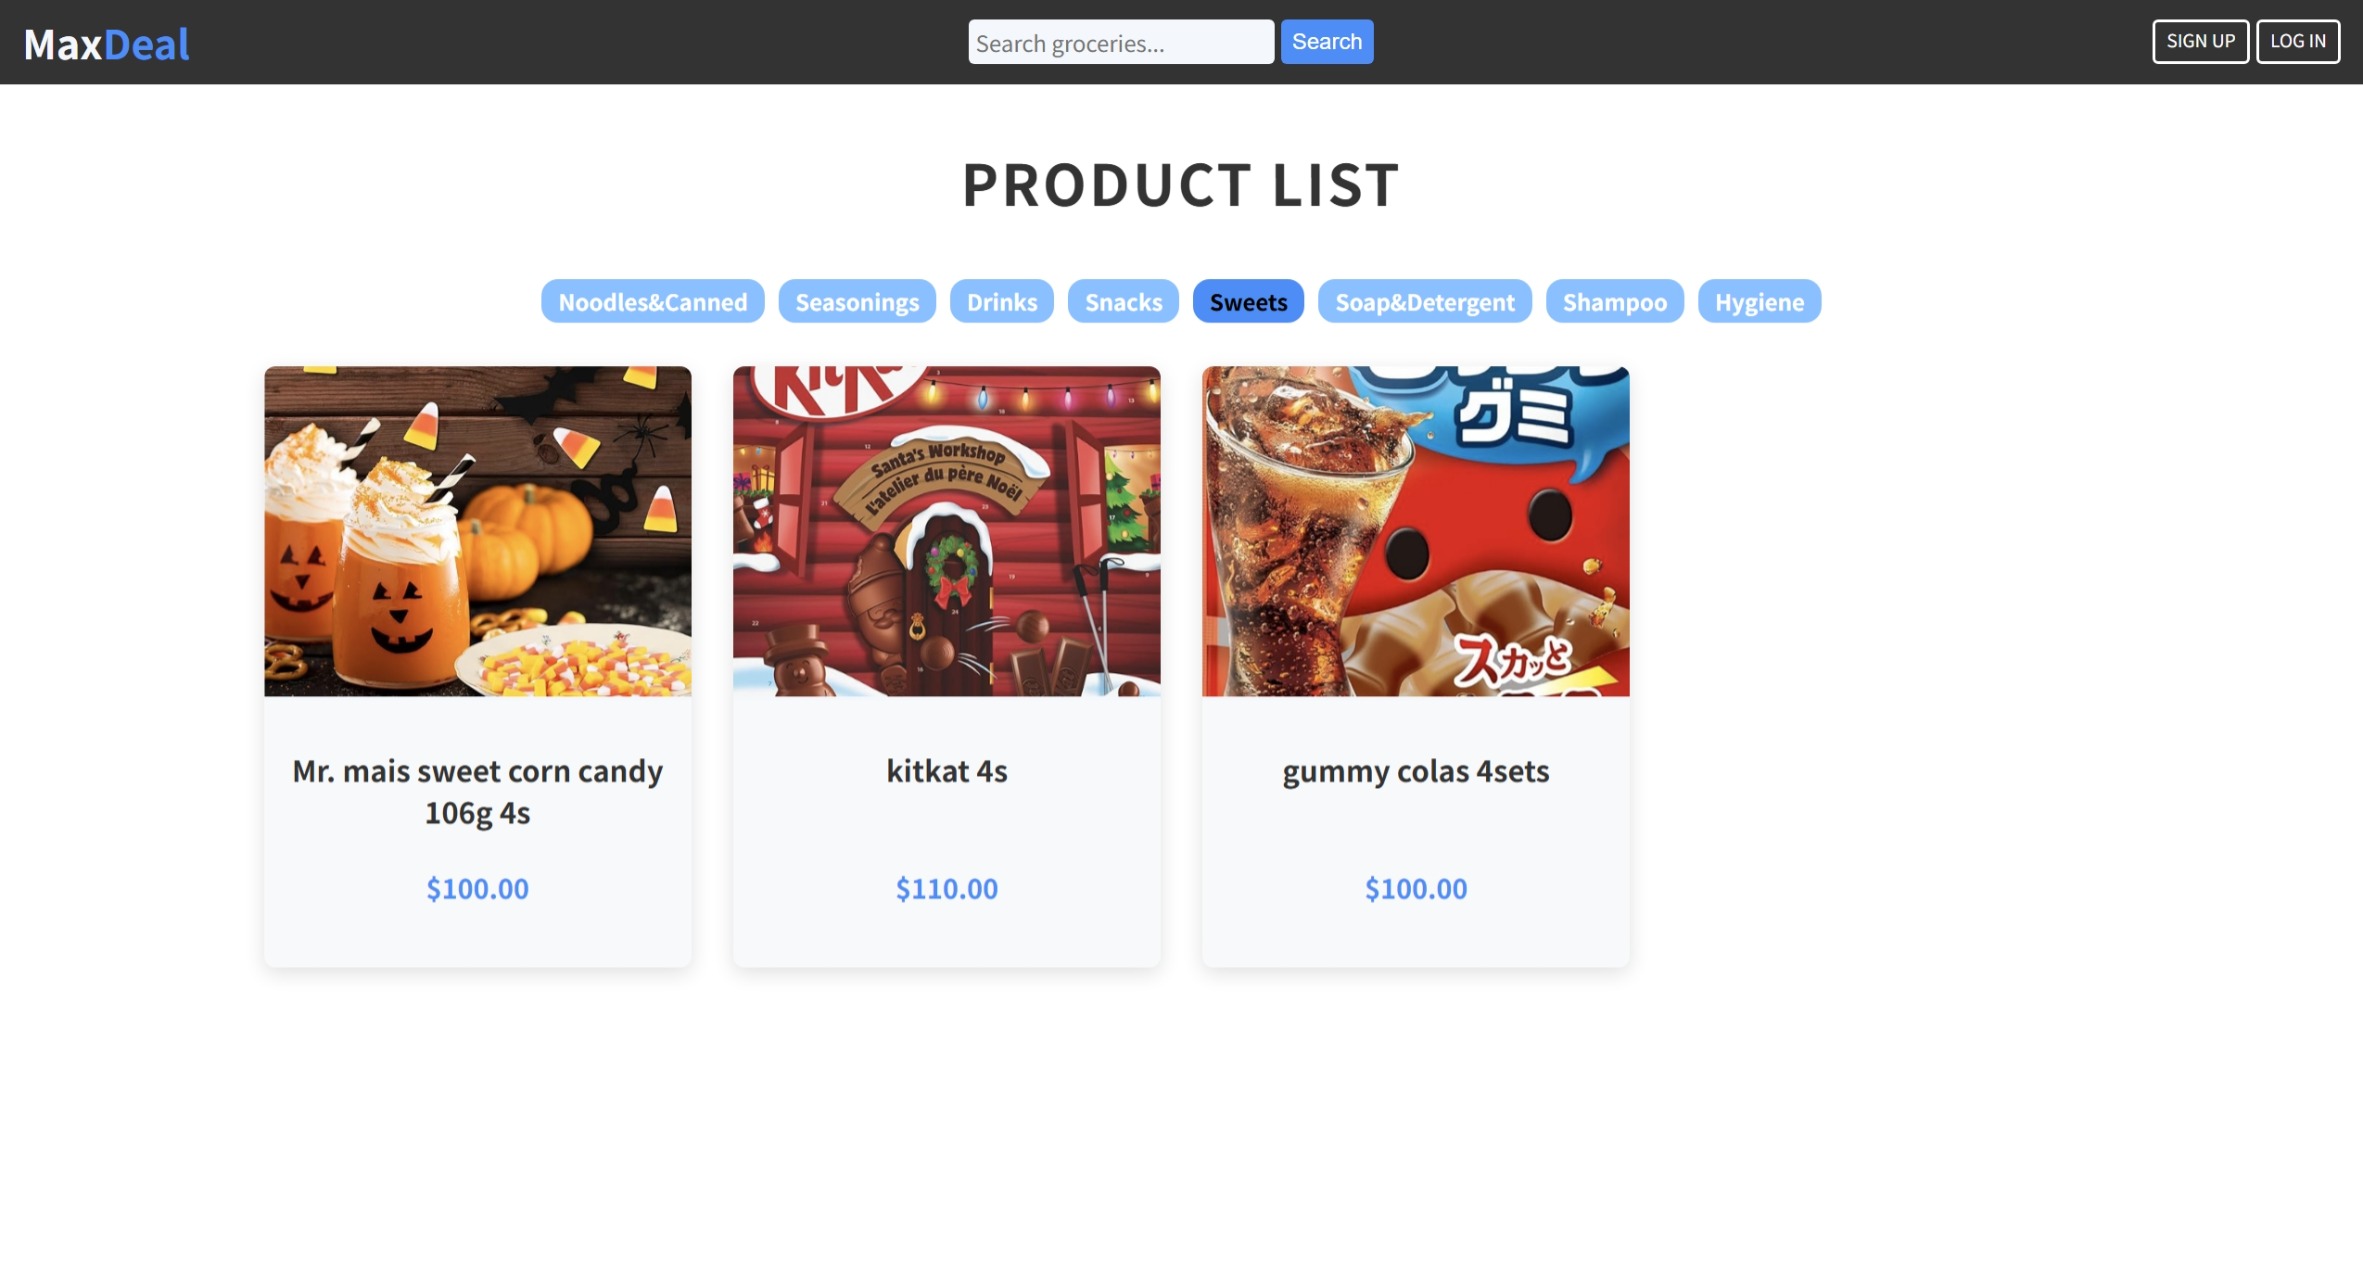 MaxDeal
Search groceries...
Search
SIGN UP
LOG IN
PRODUCT LIST
Noodles&Canned
Seasonings
Drinks
Snacks
Sweets
Soap&Detergent
Shampoo
Hygiene
Santa's Workshop
L'atelier du père Noël
グミ
スカッと
Mr. mais sweet corn candy
106g 4s
$100.00
kitkat 4s
$110.00
gummy colas 4sets
$100.00